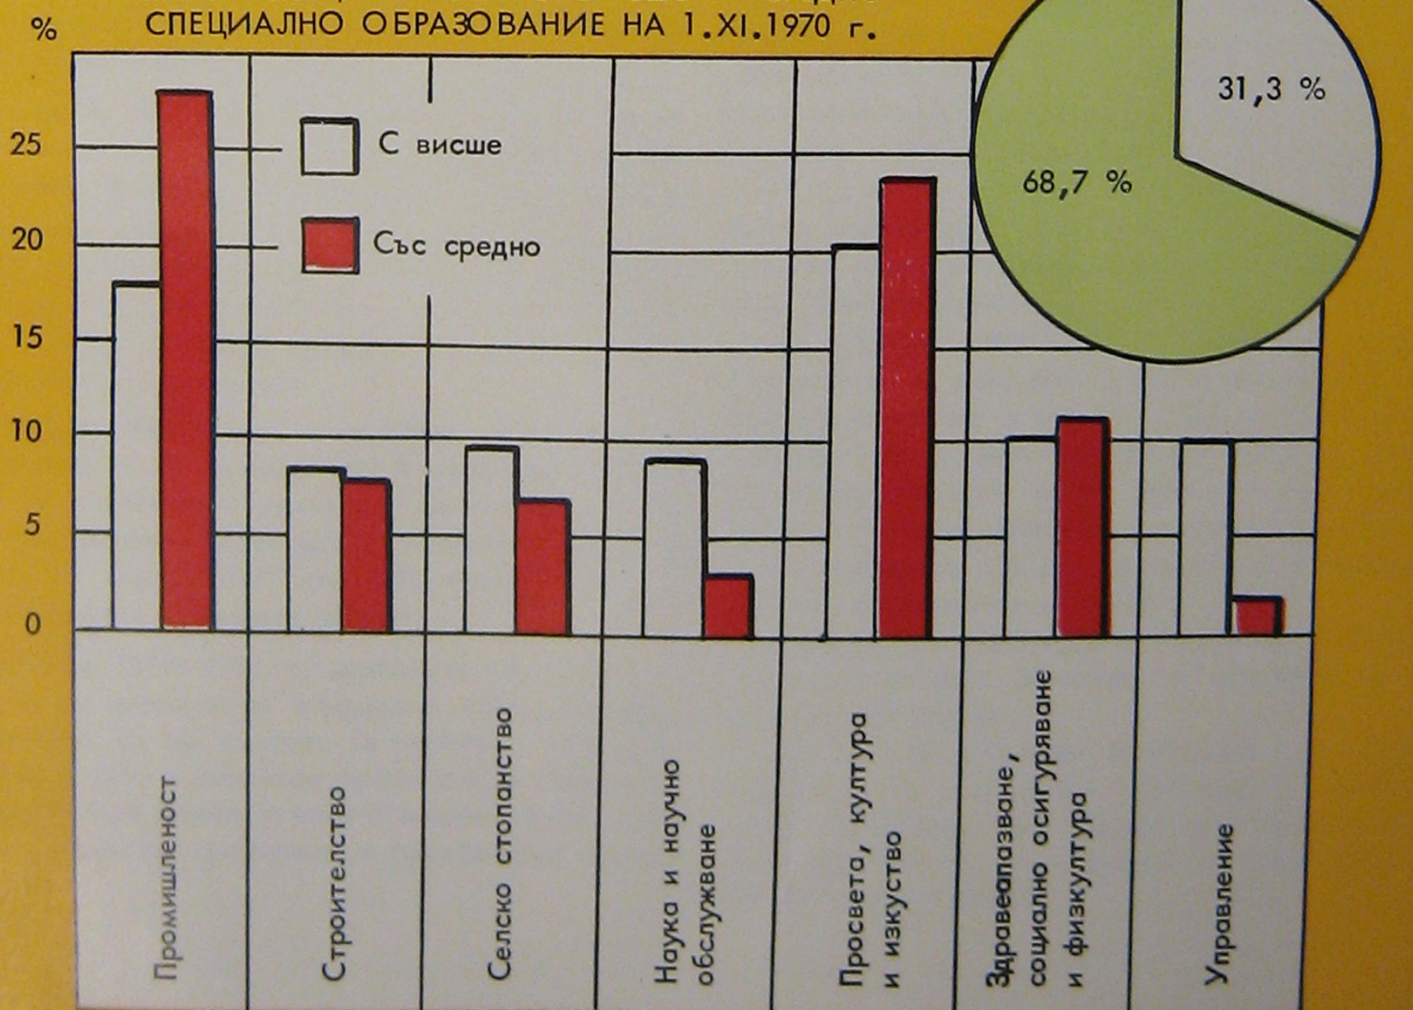 %
СПЕЦИАЛНО ОБРАЗОВАНИЕ НА 1.XI.1970 г.
31,3 %
68,7 %
С висше
Със средно
25
20
15
10
5
0
Промишленост
Строителство
Селско стопанство
Наука и научно
обслужване
Просвета, култура
и изкуство
Здравеопазване,
социално осигуряване
и физкултура
Управление